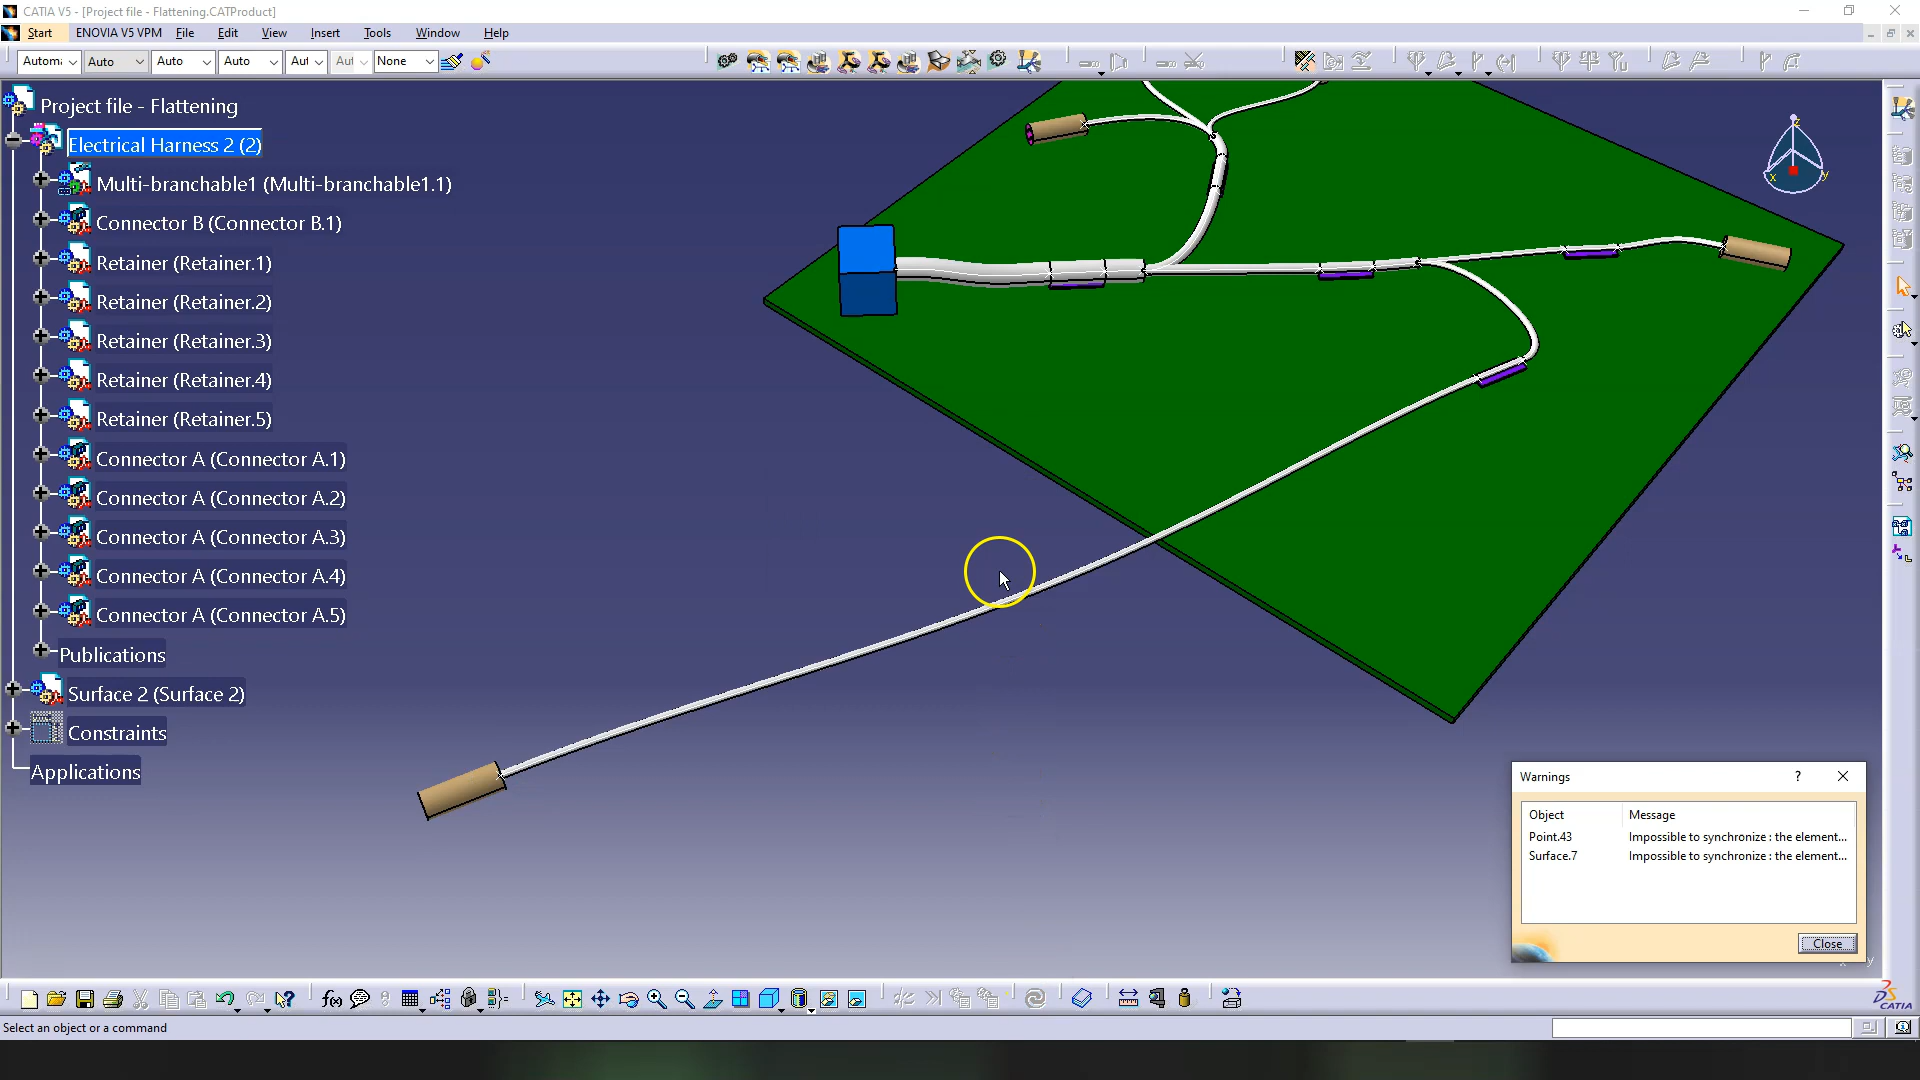 CATIA V5 - [Project file - Flattening.CATProduct]
Start ENOVIA V5 VPM File Edit View Insert Tools Window Help
Automa Auto Auto Auto Aut Aut None
Project file - Flattening
Electrical Harness 2 (2)
Multi-branchable1 (Multi-branchable1.1)
Connector B (Connector B.1)
Retainer (Retainer.1)
Retainer (Retainer.2)
Retainer (Retainer.3)
Retainer (Retainer.4)
Retainer (Retainer.5)
Connector A (Connector A.1)
Connector A (Connector A.2)
Connector A (Connector A.3)
Connector A (Connector A.4)
Connector A (Connector A.5)
Publications
Surface 2 (Surface 2)
Constraints
Applications
z
x y
Warnings ?
Object Message
Point.43 Impossible to synchronize : the element...
Surface.7 Impossible to synchronize : the element...
Close
y
f(x)
CATIA
Select an object or a command